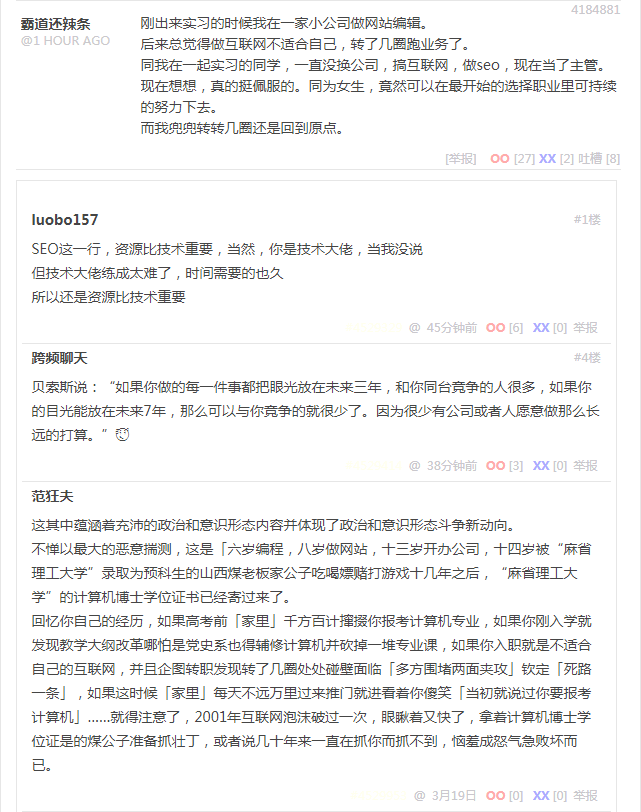 4184881
霸道还辣条
@1 HOUR AGO
刚出来实习的时候我在一家小公司做网站编辑。
后来总觉得做互联网不适合自己，转了几圈跑业务了。
同我在一起实习的同学，一直没换公司，搞互联网，做seo，现在当了主管。
现在想想，真的挺佩服的。同为女生，竟然可以在最开始的选择职业里可持续
的努力下去。
而我兜兜转转几圈还是回到原点。
[举报] OO [27] XX [2] 吐槽 [8]
luobo157
#1楼
SEO这一行，资源比技术重要，当然，你是技术大佬，当我没说
但技术大佬练成太难了，时间需要的也久
所以还是资源比技术重要
@ 45分钟前 OO [6] XX [0] 举报
跨频聊天
#4楼
贝索斯说：“如果你做的每一件事都把眼光放在未来三年，和你同台竞争的人很多，如果你
的目光能放在未来7年，那么可以与你竞争的就很少了。因为很少有公司或者人愿意做那么长
远的打算。”
@ 38分钟前 OO [3] XX [0] 举报
范狂夫
这其中蕴涵着充沛的政治和意识形态内容并体现了政治和意识形态斗争新动向。
不惮以最大的恶意揣测，这是「六岁编程，八岁做网站，十三岁开办公司，十四岁被“麻省
理工大学”录取为预科生的山西煤老板家公子吃喝嫖赌打游戏十几年之后，“麻省理工大
学”的计算机博士学位证书已经寄过来了。
回忆你自己的经历，如果高考前「家里」千方百计撺掇你报考计算机专业，如果你刚入学就
发现教学大纲改革哪怕是党史系也得辅修计算机并砍掉一堆专业课，如果你入职就是不适合
自己的互联网，并且企图转职发现转了几圈处处碰壁面临「多方围堵两面夹攻」钦定「死路
一条」，如果这时候「家里」每天不远万里过来推门就进看着你傻笑「当初就说过你要报考
计算机」……就得注意了，2001年互联网泡沫破过一次，眼瞅着又快了，拿着计算机博士学
位证是的煤公子准备抓壮丁，或者说几十年来一直在抓你而抓不到，恼羞成怒气急败坏而
已。
@ 3月19日 OO [0] XX [0] 举报